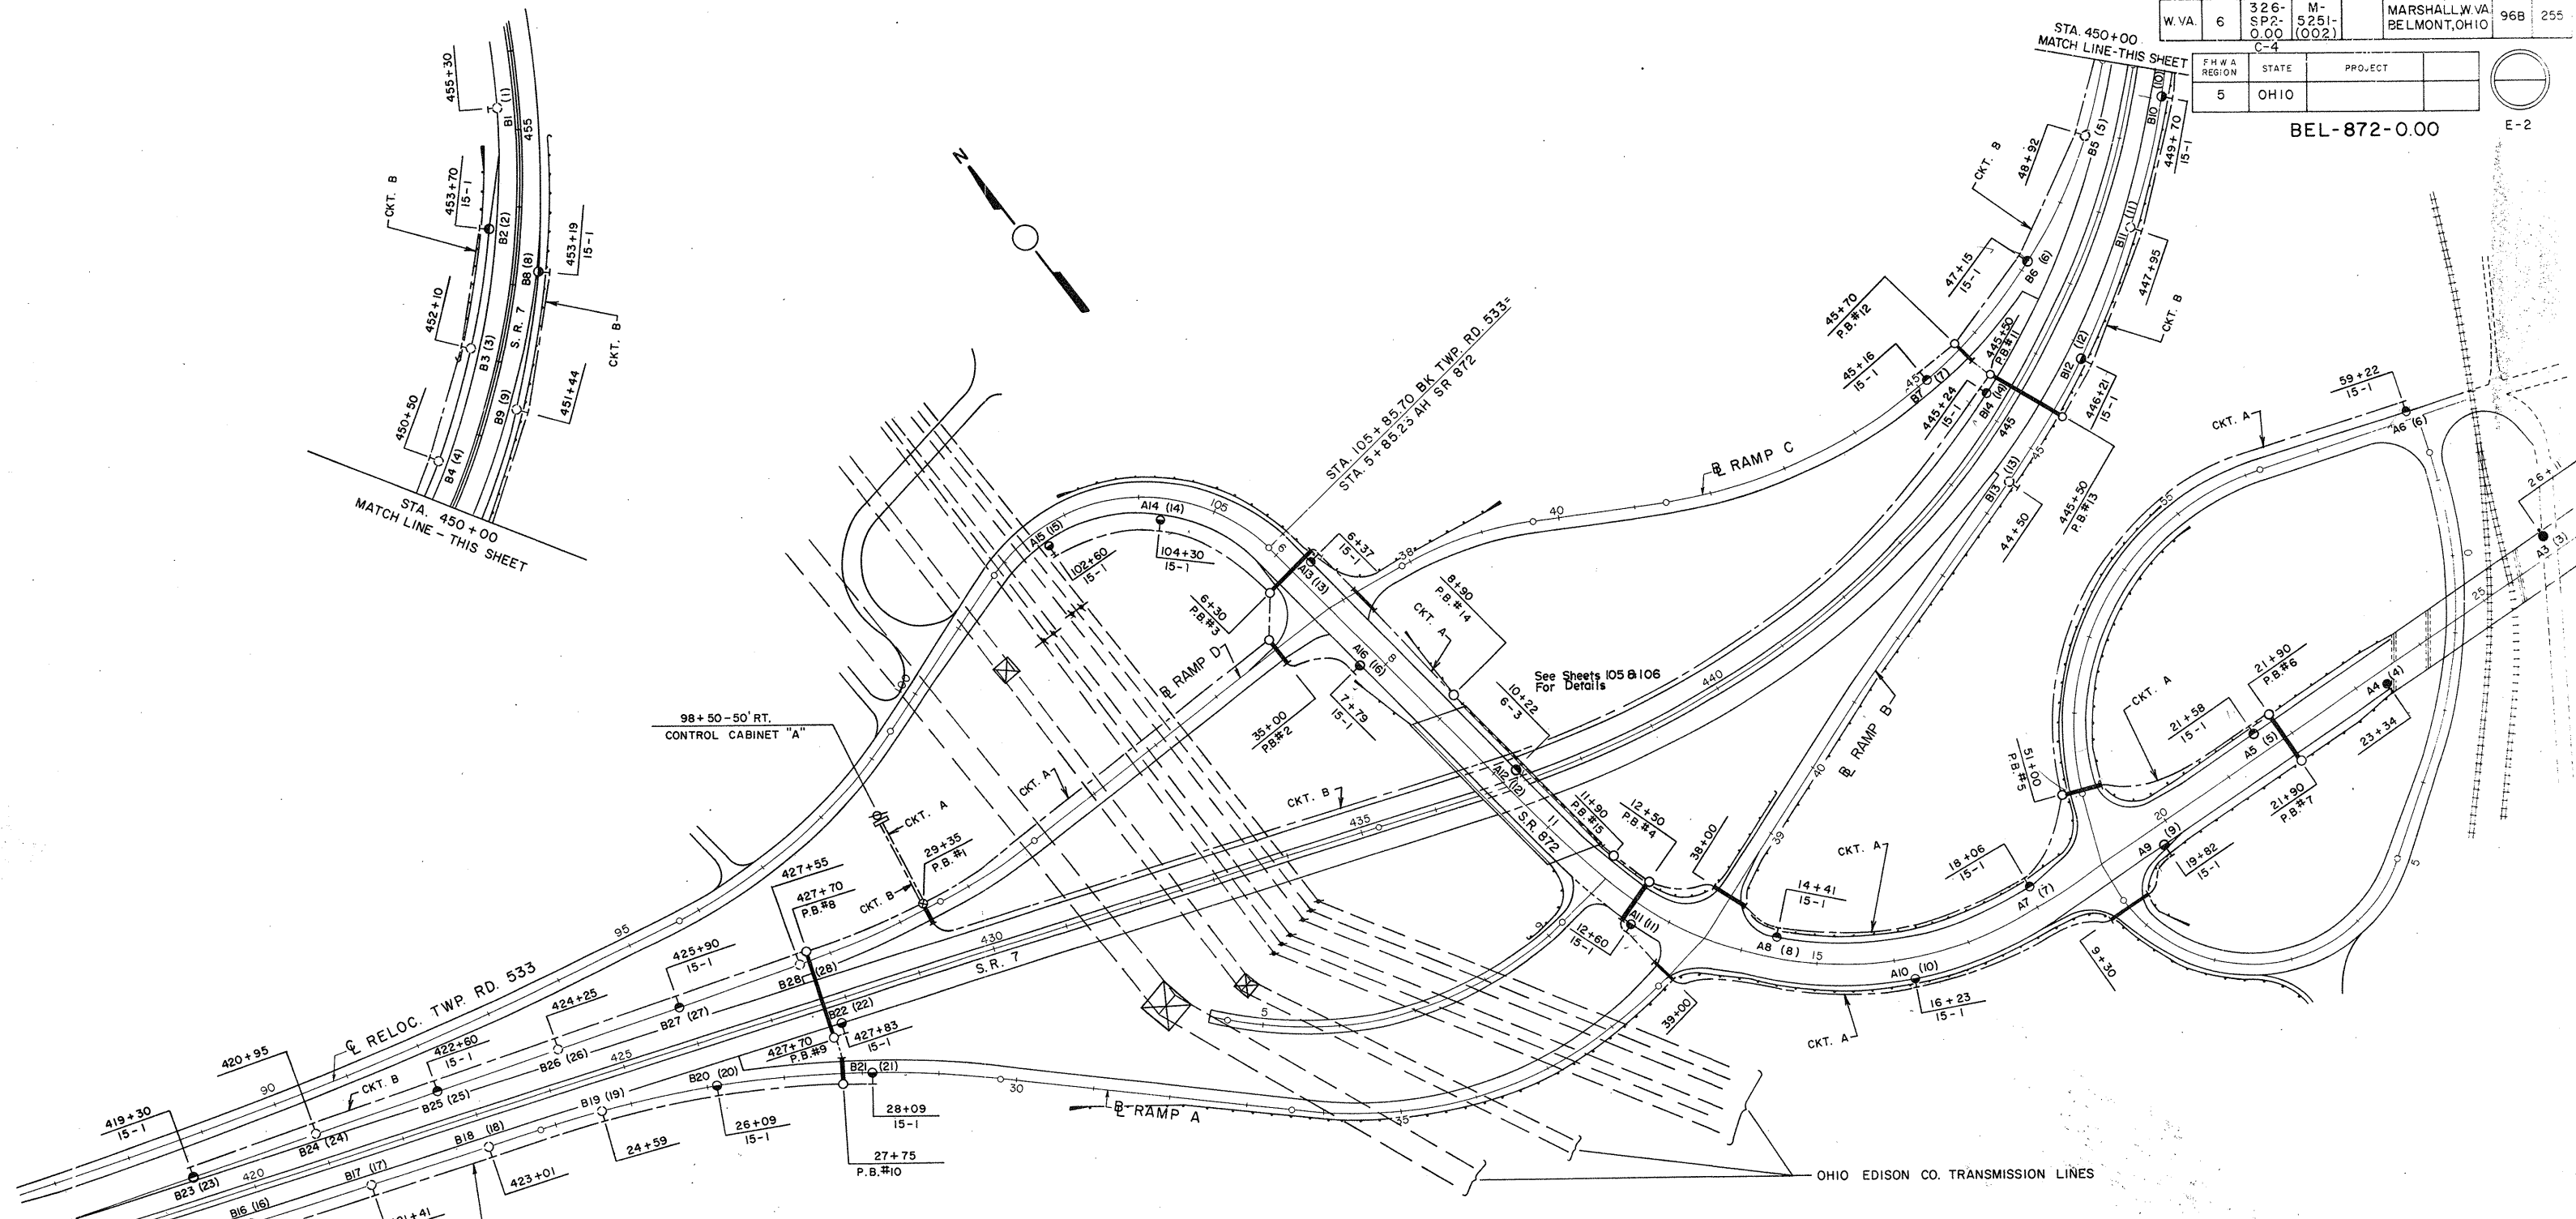 W. VA.
6
326-
SP2-
0.00
M-
5251-
(002)
MARSHALL, W. VA.
BELMONT, OHIO
96B
255
C-4
FHWA
REGION
STATE
PROJECT
5
OHIO
BEL-872-0.00
E-2
STA. 450+00
MATCH LINE-THIS SHEET
455+30
B1 (1)
455
CKT. B
453+70
15-1
B2 (2)
B8 (8)
453+19
15-1
452+10
B3 (3)
S. R. 7
CKT. B
B9 (9)
451+44
450+50
B4 (4)
STA. 450+00
MATCH LINE - THIS SHEET
N
B10 (10)
449+70
15-1
B5 (5)
48+92
CKT. B
B11 (11)
447+95
CKT. B
47+15
15-1
B6 (6)
45+70
P.B.#12
445+50
P.B.#11
45+16
15-1
45
B7 (7)
445+24
15-1
B14 (14)
445
B12 (12)
446+21
15-1
B13 (13)
45
445+50
P.B.#13
44+50
STA. 105+85.70 BK TWP. RD. 533=
STA. 5+85.23 AH SR 872
B RAMP C
40
38
59+22
15-1
CKT. A
A6 (6)
55
26+11
A3 (3)
0
25
105
A14 (14)
104+30
15-1
A15 (15)
102+60
15-1
6
6+37
15-1
A13 (13)
6+30
P.B.#3
8+90
P.B.#14
CKT. A
A16 (16)
8
7+79
15-1
35+00
P.B.#2
B RAMP D
100
See Sheets 105 & 106
For Details
10+22
6-3
440
A12 (12)
B RAMP B
40
39
CKT. A
21+58
15-1
21+90
P.B.#6
A5 (5)
A4 (4)
23+34
51+00
P.B.#5
20
21+90
P.B.#7
98+50-50' RT.
CONTROL CABINET "A"
CKT. A
CKT. A
CKT. B
435
CKT. B
29+35
P.B. #1
11
S.R. 872
11+90
P.B.#15
12+50
P.B.#4
38+00
CKT. A
18+06
15-1
A7 (7)
A9 (9)
19+82
15-1
5
14+41
15-1
A8 (8)
15
A11 (11)
12+60
15-1
9
A10 (10)
16+23
15-1
9+30
CKT. A
39+00
427+55
427+70
P.B.#8
95
℄ RELOC. TWP. RD. 533
425+90
15-1
B28 (28)
430
S.R. 7
424+25
B27 (27)
B22 (22)
427+83
15-1
427+70
P.B.#9
5
420+95
422+60
15-1
B26 (26)
425
B21 (21)
90
CKT. B
B25 (25)
B20 (20)
30
B RAMP A
35
419+30
15-1
B24 (24)
B19 (19)
26+09
15-1
28+09
15-1
B18 (18)
24+59
27+75
P.B.#10
B23 (23)
420
B17 (17)
423+01
B16 (16)
OHIO EDISON CO. TRANSMISSION LINES